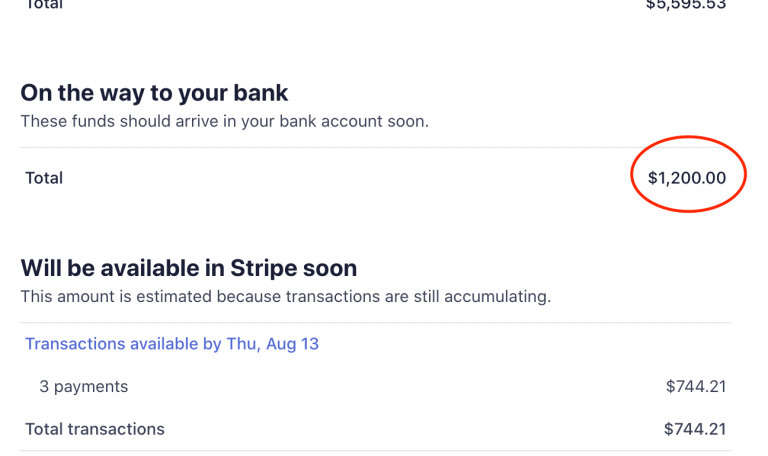 Total
$5,595.53
On the way to your bank
These funds should arrive in your bank account soon.
Total
$1,200.00
Will be available in Stripe soon
This amount is estimated because transactions are still accumulating.
Transactions available by Thu, Aug 13
3 payments
$744.21
Total transactions
$744.21